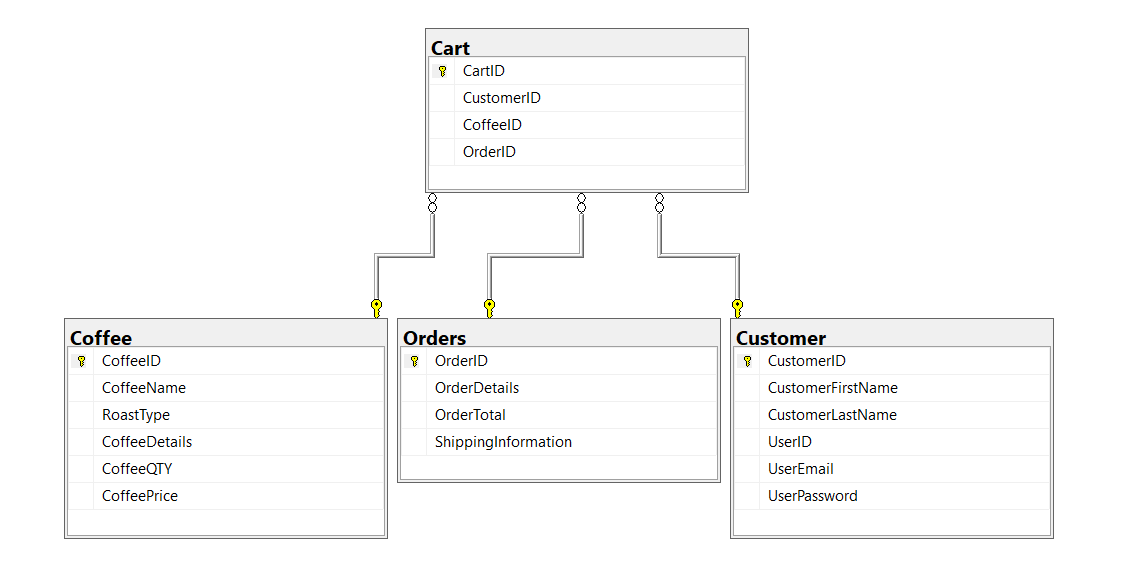 Cart
CartID
CustomerID
CoffeeID
OrderID
Coffee
CoffeeID
CoffeeName
RoastType
CoffeeDetails
CoffeeQTY
CoffeePrice
Orders
OrderID
OrderDetails
OrderTotal
ShippingInformation
Customer
CustomerID
CustomerFirstName
CustomerLastName
UserID
UserEmail
UserPassword